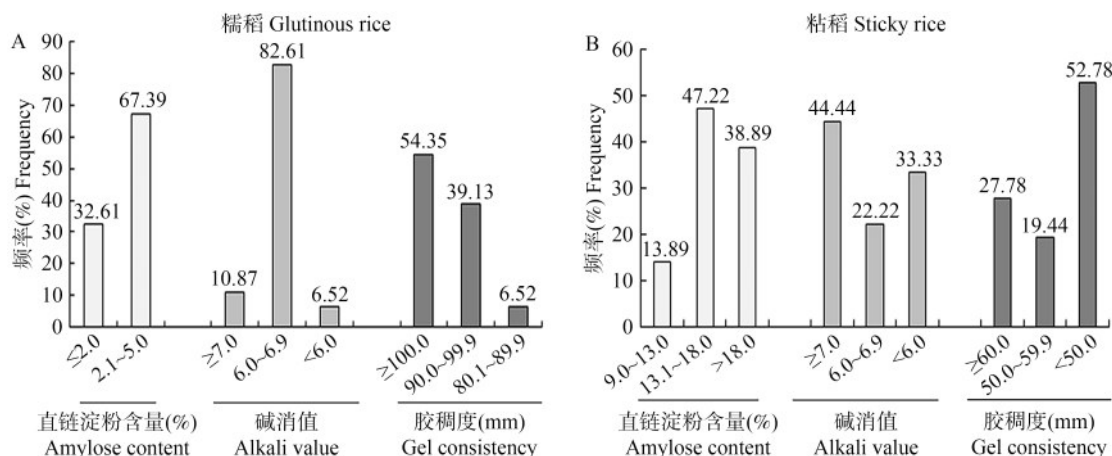 糯稻 Glutinous rice
A
频率(%) Frequency
90
80
70
60
50
40
30
20
10
0
32.61
67.39
10.87
82.61
6.52
54.35
39.13
6.52
≤2.0
2.1~5.0
≥7.0
6.0~6.9
<6.0
≥100.0
90.0~99.9
80.1~89.9
直链淀粉含量(%)
Amylose content
碱消值
Alkali value
胶稠度(mm)
Gel consistency
粘稻 Sticky rice
B
频率(%) Frequency
60
50
40
30
20
10
0
13.89
47.22
38.89
44.44
22.22
33.33
27.78
19.44
52.78
9.0~13.0
13.1~18.0
>18.0
≥7.0
6.0~6.9
<6.0
≥60.0
50.0~59.9
<50.0
直链淀粉含量(%)
Amylose content
碱消值
Alkali value
胶稠度(mm)
Gel consistency